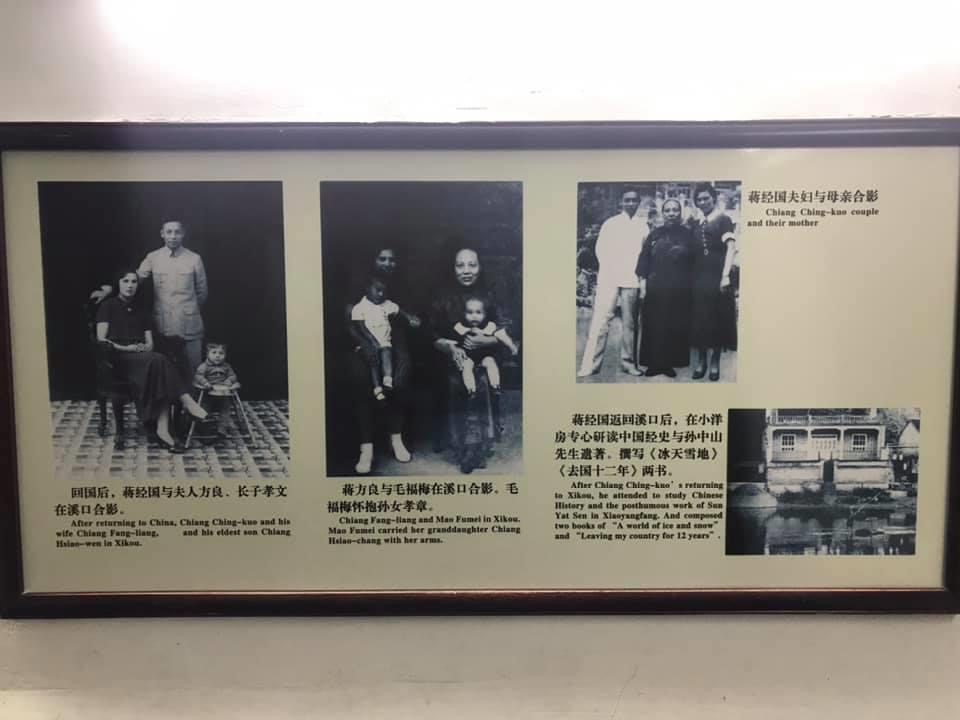 回国后，蒋经国与夫人方良、长子孝文
在溪口合影。
After returning to China, Chiang Ching-kuo and his
wife Chiang Fang-liang, and his eldest son Chiang
Hsiao-wen in Xikou.
蒋方良与毛福梅在溪口合影。毛
福梅怀抱孙女孝章。
Chiang Fang-liang and Mao Fumei in Xikou.
Mao Fumei carried her granddaughter Chiang
Hsiao-chang with her arms.
蒋经国夫妇与母亲合影
Chiang Ching-kuo couple
and their mother
蒋经国返回溪口后，在小洋
房专心研读中国经史与孙中山
先生遗著。撰写《冰天雪地》
《去国十二年》两书。
After Chiang Ching-kuo's returning
to Xikou, he attended to study Chinese
History and the posthumous work of Sun
Yat Sen in Xiaoyangfang. And composed
two books of “A world of ice and snow”
and “Leaving my country for 12 years”.